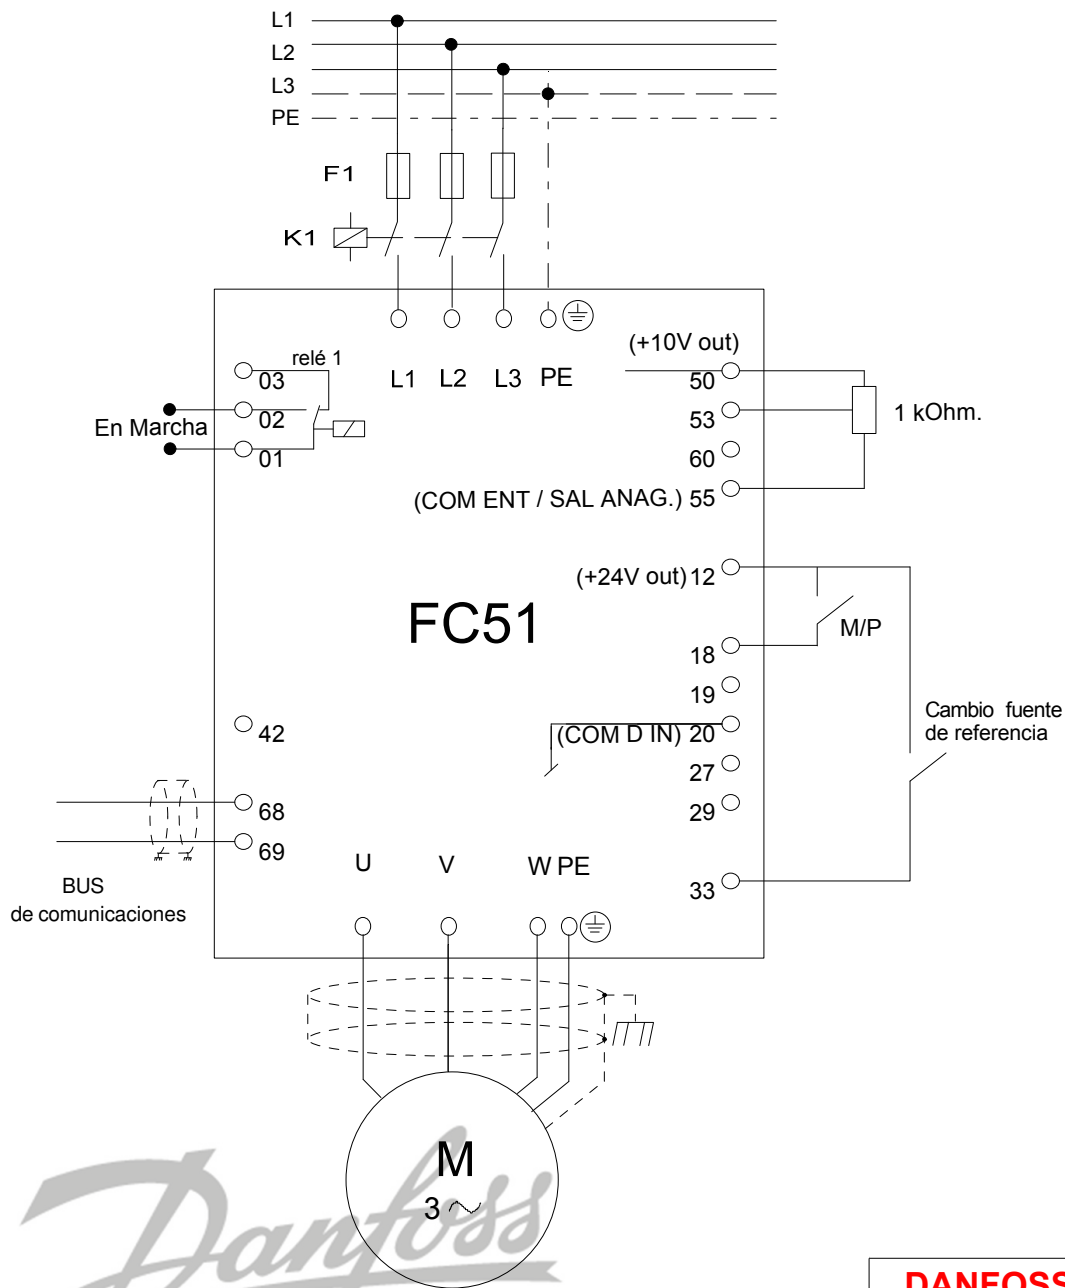 L1
L2
L3
PE
F1
K1
03
relé 1
02
01
En Marcha
L1 L2 L3 PE
(+10V out)
50
53
60
(COM ENT / SAL ANAG.) 55
1 kOhm.
(+24V out) 12
FC51
M/P
18
19
(COM D IN) 20
27
29
33
Cambio fuente
de referencia
42
68
69
BUS
de comunicaciones
U V W PE
M
3
Danfoss
DANFOSS